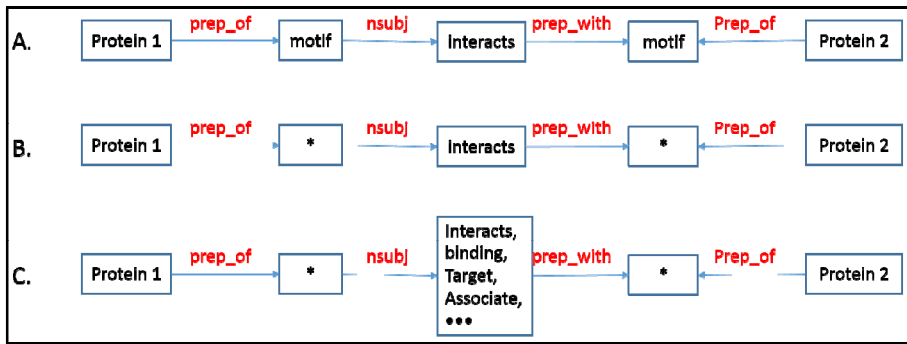 prep_of nsubj prep_with Prep_of
A. Protein 1 motif interacts motif Protein 2
prep_of nsubj prep_with Prep_of
B. Protein 1 * interacts * Protein 2
prep_of nsubj prep_with Prep_of
C. Protein 1 * Interacts, * Protein 2
binding,
Target,
Associate,
•••